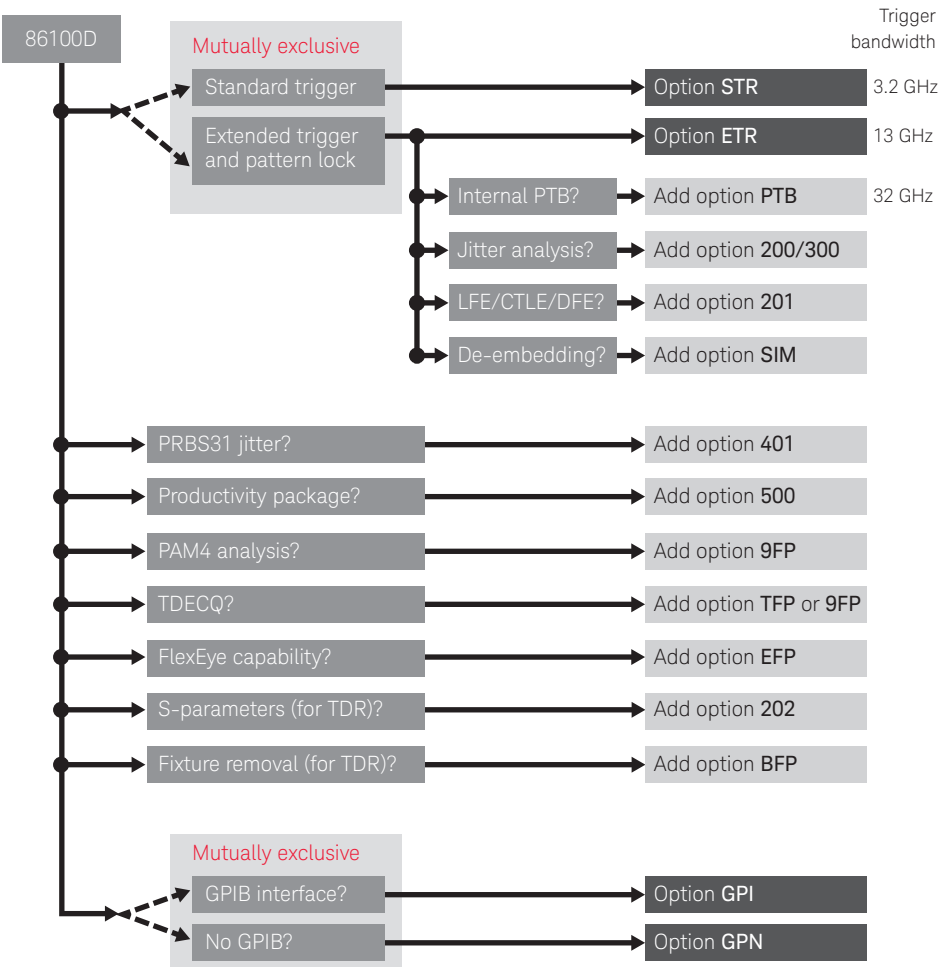 Trigger
bandwidth
86100D
Mutually exclusive
Standard trigger
Option STR
3.2 GHz
Extended trigger
and pattern lock
Option ETR
13 GHz
Internal PTB?
Add option PTB
32 GHz
Jitter analysis?
Add option 200/300
LFE/CTLE/DFE?
Add option 201
De-embedding?
Add option SIM
PRBS31 jitter?
Add option 401
Productivity package?
Add option 500
PAM4 analysis?
Add option 9FP
TDECQ?
Add option TFP or 9FP
FlexEye capability?
Add option EFP
S-parameters (for TDR)?
Add option 202
Fixture removal (for TDR)?
Add option BFP
Mutually exclusive
GPIB interface?
Option GPI
No GPIB?
Option GPN